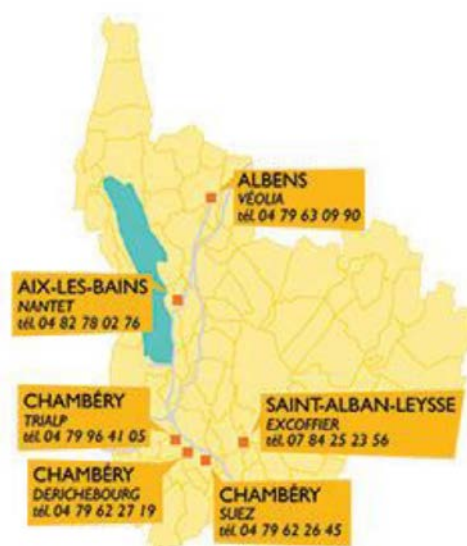 ALBENS
VÉOLIA
tél. 04 79 63 09 90
AIX-LES-BAINS
NANTET
tél. 04 82 78 02 76
CHAMBÉRY
TRIALP
tél. 04 79 96 41 05
SAINT-ALBAN-LEYSSE
EXCOFFIER
tél. 07 84 25 23 56
CHAMBÉRY
DERICHEBOURG
tél. 04 79 62 27 19
CHAMBÉRY
SUEZ
tél. 04 79 62 26 45